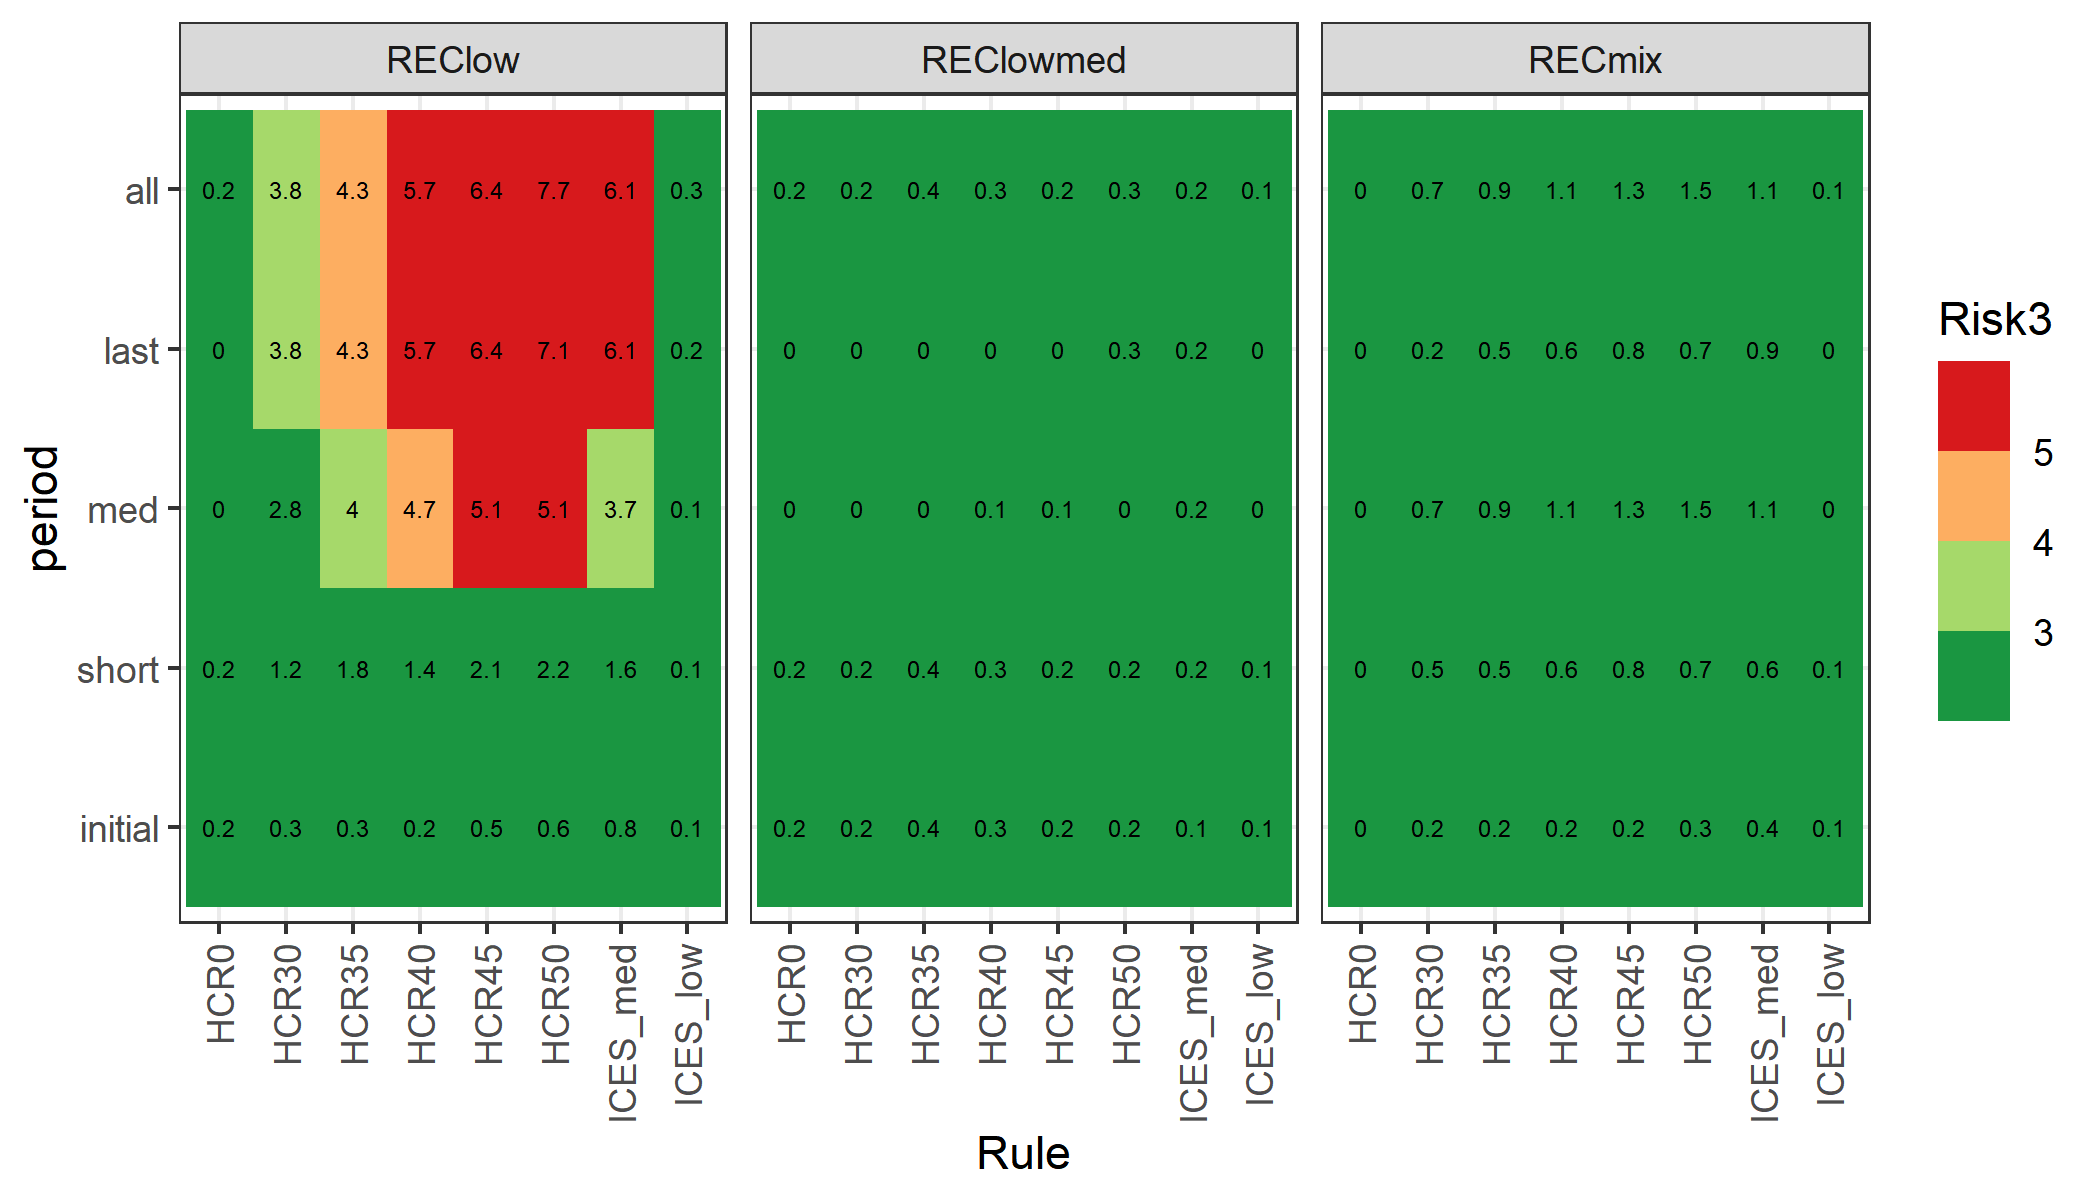 REClow REClowmed RECmix
all 0.2 3.8 4.3 5.7 6.4 7.7 6.1 0.3 0.2 0.2 0.4 0.3 0.2 0.3 0.2 0.1 0 0.7 0.9 1.1 1.3 1.5 1.1 0.1
last 0 3.8 4.3 5.7 6.4 7.1 6.1 0.2 0 0 0 0 0 0.3 0.2 0 0 0.2 0.5 0.6 0.8 0.7 0.9 0
med 0 2.8 4 4.7 5.1 5.1 3.7 0.1 0 0 0 0.1 0.1 0 0.2 0 0 0.7 0.9 1.1 1.3 1.5 1.1 0
short 0.2 1.2 1.8 1.4 2.1 2.2 1.6 0.1 0.2 0.2 0.4 0.3 0.2 0.2 0.2 0.1 0 0.5 0.5 0.6 0.8 0.7 0.6 0.1
initial 0.2 0.3 0.3 0.2 0.5 0.6 0.8 0.1 0.2 0.2 0.4 0.3 0.2 0.2 0.1 0.1 0 0.2 0.2 0.2 0.2 0.3 0.4 0.1
HCR0 HCR30 HCR35 HCR40 HCR45 HCR50 ICES_med ICES_low HCR0 HCR30 HCR35 HCR40 HCR45 HCR50 ICES_med ICES_low HCR0 HCR30 HCR35 HCR40 HCR45 HCR50 ICES_med ICES_low
Rule
period
Risk3
5
4
3